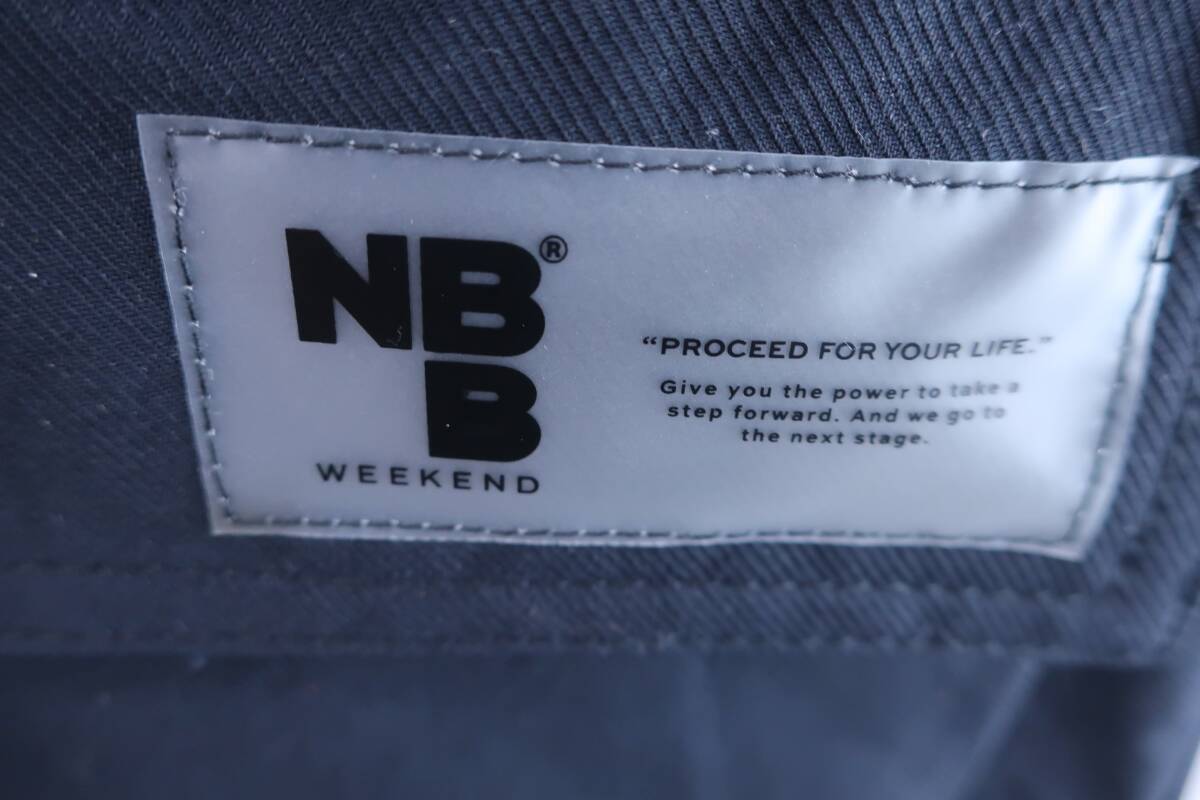 NB®
B
WEEKEND
“PROCEED FOR YOUR LIFE.”
Give you the power to take a
step forward. And we go to
the next stage.